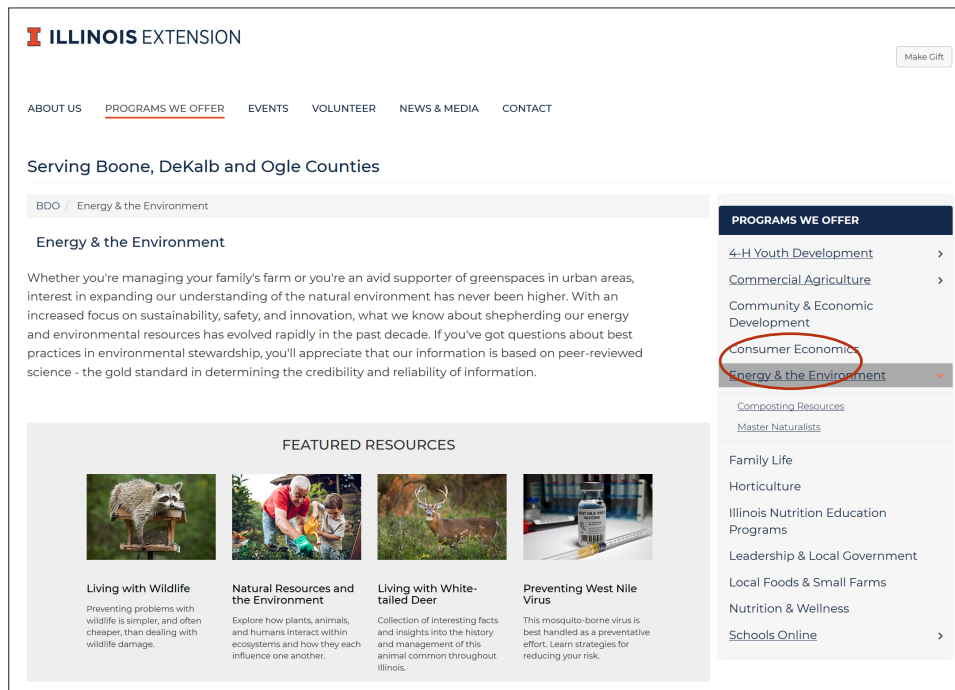 ILLINOIS EXTENSION
Make Gift
ABOUT US PROGRAMS WE OFFER EVENTS VOLUNTEER NEWS & MEDIA CONTACT
Serving Boone, DeKalb and Ogle Counties
BDO / Energy & the Environment
Energy & the Environment
Whether you're managing your family's farm or you're an avid supporter of greenspaces in urban areas,
interest in expanding our understanding of the natural environment has never been higher. With an
increased focus on sustainability, safety, and innovation, what we know about shepherding our energy
and environmental resources has evolved rapidly in the past decade. If you've got questions about best
practices in environmental stewardship, you'll appreciate that our information is based on peer-reviewed
science - the gold standard in determining the credibility and reliability of information.
FEATURED RESOURCES
Living with Wildlife
Preventing problems with
wildlife is simpler, and often
cheaper, than dealing with
wildlife damage.
Natural Resources and
the Environment
Explore how plants, animals,
and humans interact within
ecosystems and how they each
influence one another.
Living with White-
tailed Deer
Collection of interesting facts
and insights into the history
and management of this
animal common throughout
Illinois.
WEST NILE VIRUS
VACCINE
Preventing West Nile
Virus
This mosquito-borne virus is
best handled as a preventative
effort. Learn strategies for
reducing your risk.
PROGRAMS WE OFFER
4-H Youth Development
Commercial Agriculture
Community & Economic
Development
Consumer Economics
Energy & the Environment
Composting Resources
Master Naturalists
Family Life
Horticulture
Illinois Nutrition Education
Programs
Leadership & Local Government
Local Foods & Small Farms
Nutrition & Wellness
Schools Online